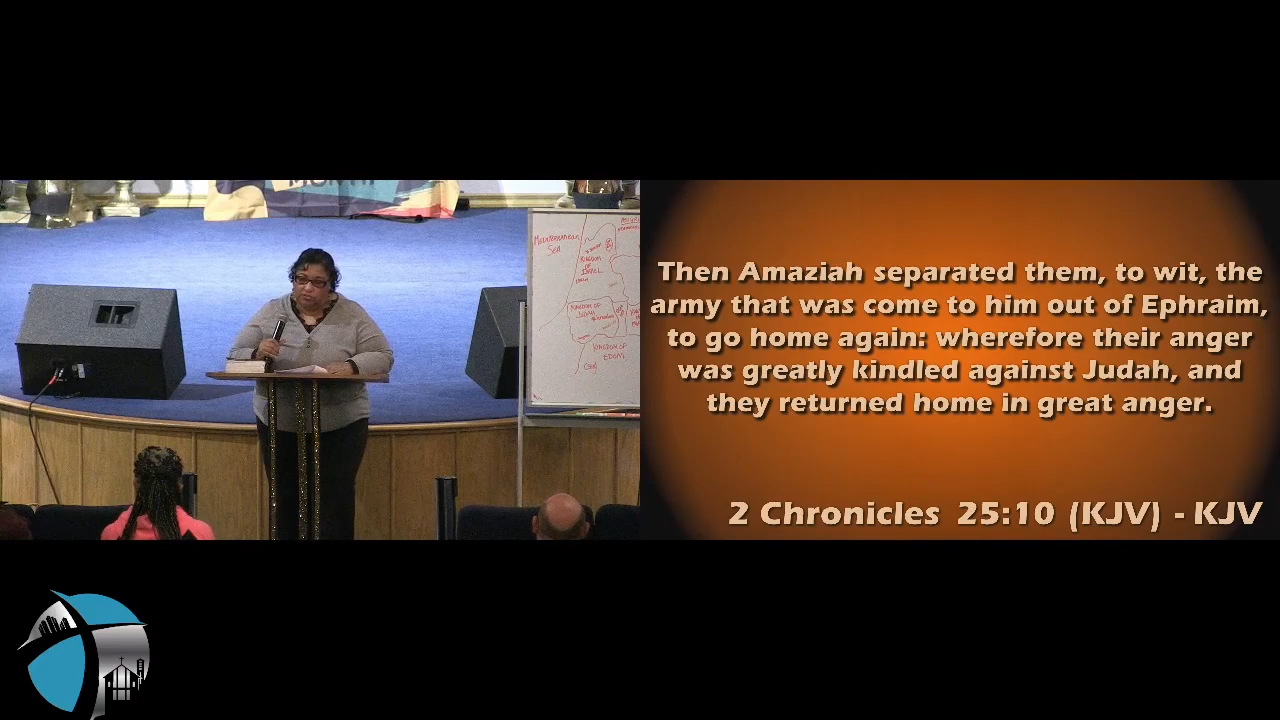 MONTH
MEDITERRANEAN
SEA
KINGDOM
OF
ISRAEL
KINGDOM OF
JUDAH
KINGDOM OF
EDOM
Then Amaziah separated them, to wit, the
army that was come to him out of Ephraim,
to go home again: wherefore their anger
was greatly kindled against Judah, and
they returned home in great anger.
2 Chronicles 25:10 (KJV) - KJV